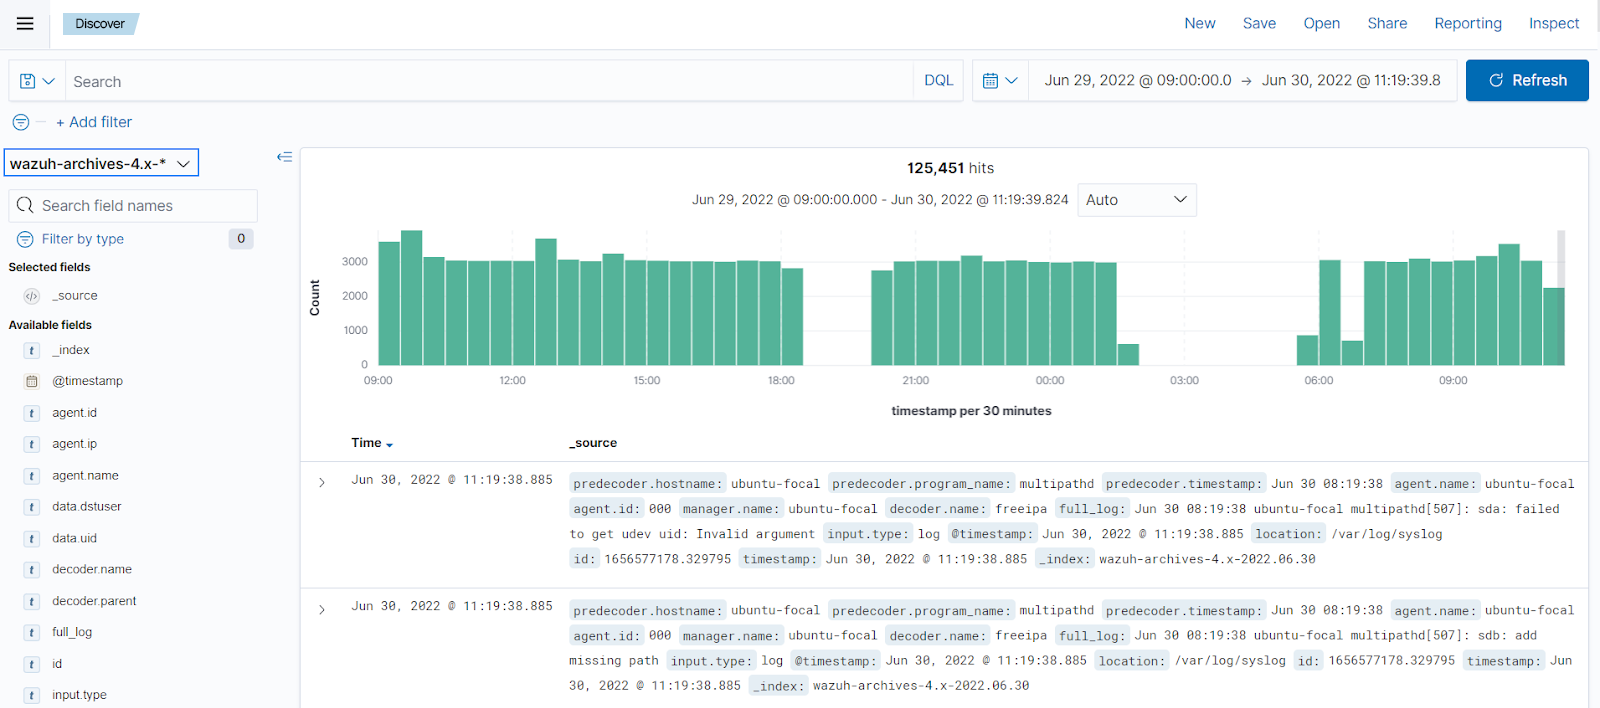 Discover
New Save Open Share Reporting Inspect
Search
DQL
Jun 29, 2022 @ 09:00:00.0 → Jun 30, 2022 @ 11:19:39.8
Refresh
+ Add filter
wazuh-archives-4.x-*
Search field names
Filter by type 0
Selected fields
_source
Available fields
_index
@timestamp
agent.id
agent.ip
agent.name
data.dstuser
data.uid
decoder.name
decoder.parent
full_log
id
input.type
125,451 hits
Jun 29, 2022 @ 09:00:00.000 - Jun 30, 2022 @ 11:19:39.824 Auto
Count
3000
2000
1000
0
09:00 12:00 15:00 18:00 21:00 00:00 03:00 06:00 09:00
timestamp per 30 minutes
Time _source
Jun 30, 2022 @ 11:19:38.885 predecoder.hostname: ubuntu-focal predecoder.program_name: multipathd predecoder.timestamp: Jun 30 08:19:38 agent.name: ubuntu-focal
agent.id: 000 manager.name: ubuntu-focal decoder.name: freeipa full_log: Jun 30 08:19:38 ubuntu-focal multipathd[507]: sda: failed
to get udev uid: Invalid argument input.type: log @timestamp: Jun 30, 2022 @ 11:19:38.885 location: /var/log/syslog
id: 1656577178.329795 timestamp: Jun 30, 2022 @ 11:19:38.885 _index: wazuh-archives-4.x-2022.06.30
Jun 30, 2022 @ 11:19:38.885 predecoder.hostname: ubuntu-focal predecoder.program_name: multipathd predecoder.timestamp: Jun 30 08:19:38 agent.name: ubuntu-focal
agent.id: 000 manager.name: ubuntu-focal decoder.name: freeipa full_log: Jun 30 08:19:38 ubuntu-focal multipathd[507]: sdb: add
missing path input.type: log @timestamp: Jun 30, 2022 @ 11:19:38.885 location: /var/log/syslog id: 1656577178.329795 timestamp: Jun
30, 2022 @ 11:19:38.885 _index: wazuh-archives-4.x-2022.06.30